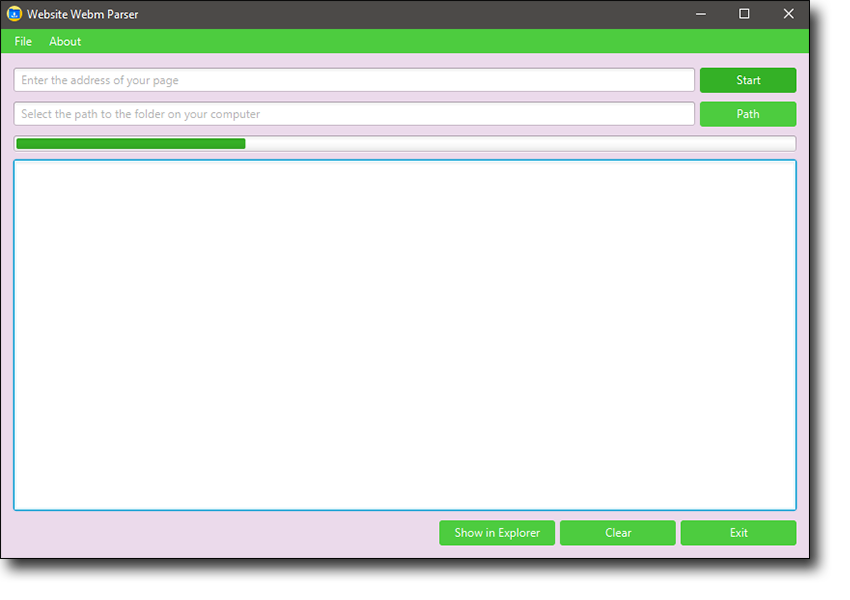 Website Webm Parser
File About
Enter the address of your page Start
Select the path to the folder on your computer Path
Show in Explorer Clear Exit